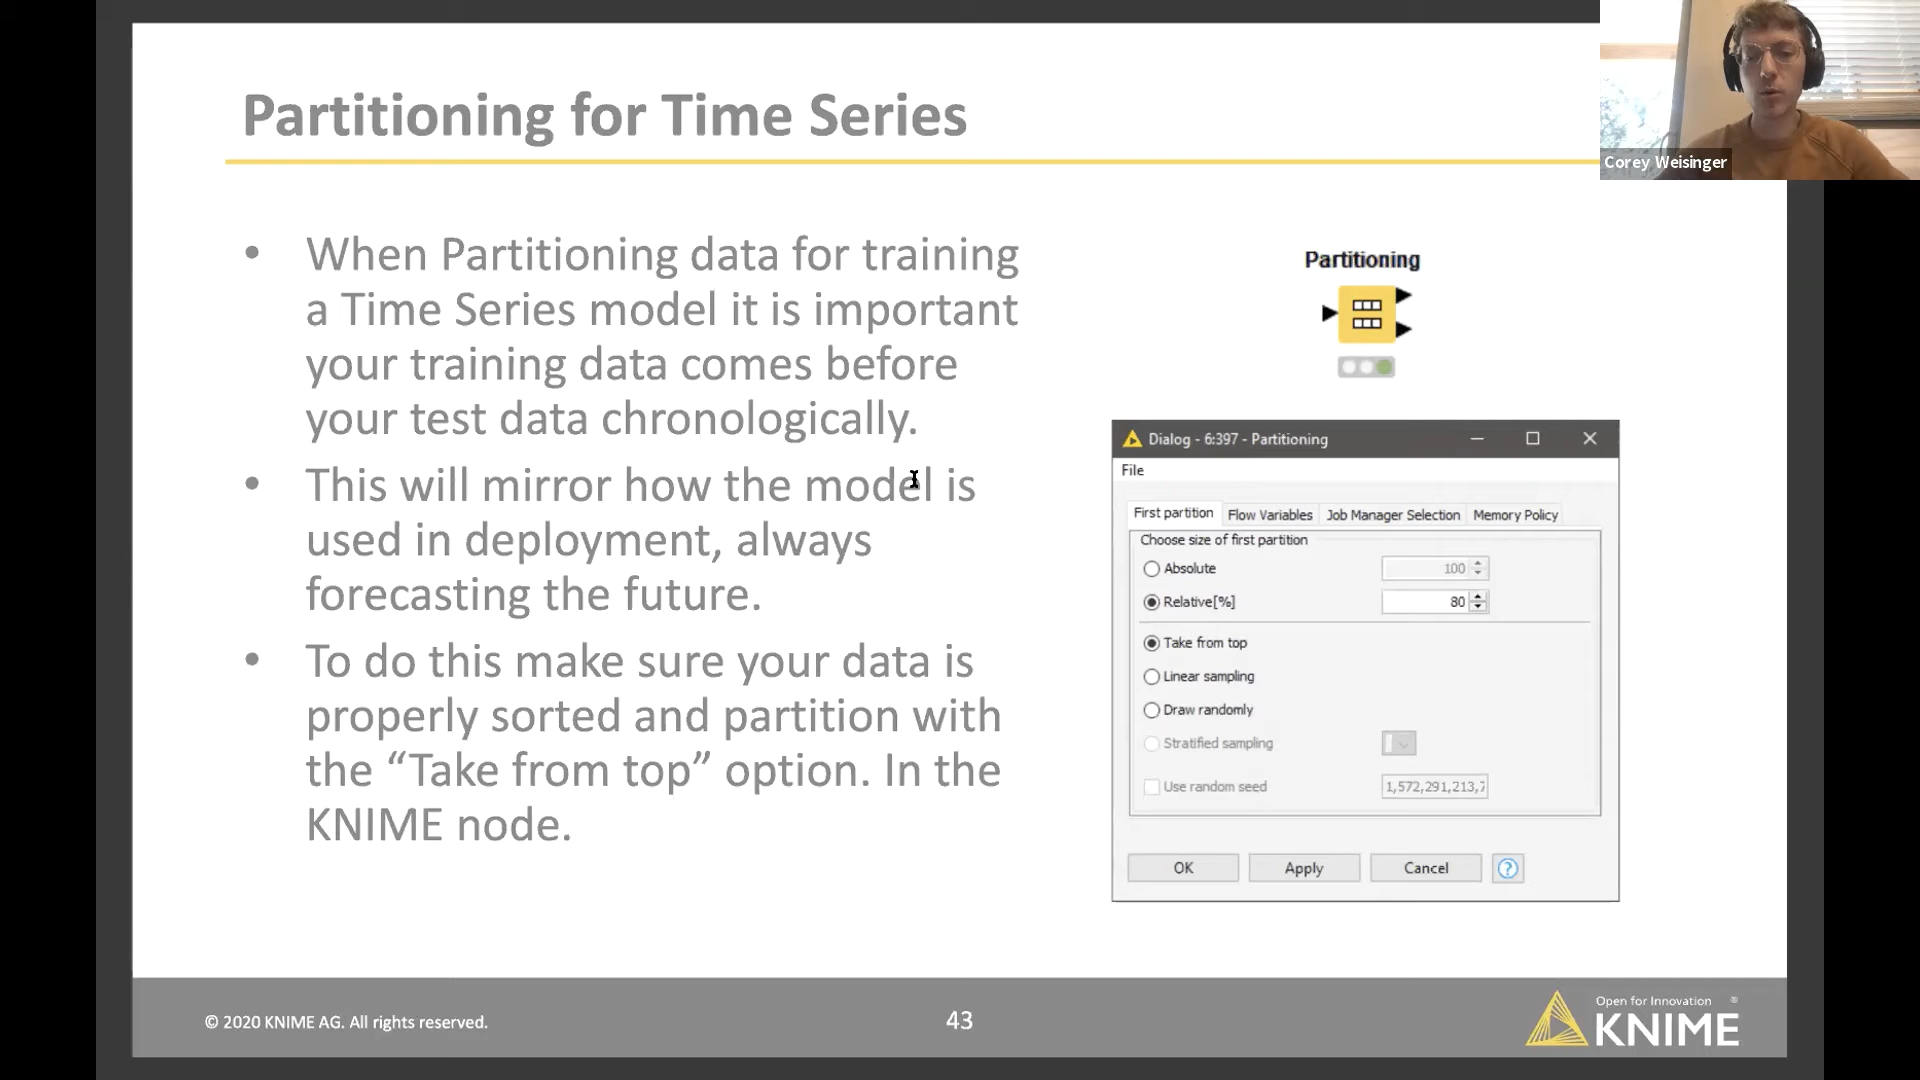 Partitioning for Time Series
Corey Weisinger
• When Partitioning data for training
a Time Series model it is important
your training data comes before
your test data chronologically.
• This will mirror how the model is
used in deployment, always
forecasting the future.
• To do this make sure your data is
properly sorted and partition with
the “Take from top” option. In the
KNIME node.
Partitioning
Dialog - 6:397 - Partitioning
File
First partition Flow Variables Job Manager Selection Memory Policy
Choose size of first partition
Absolute 100
Relative[%] 80
Take from top
Linear sampling
Draw randomly
Stratified sampling
Use random seed 1,572,291,213,7
OK Apply Cancel ?
© 2020 KNIME AG. All rights reserved.
43
Open for Innovation ®
KNIME